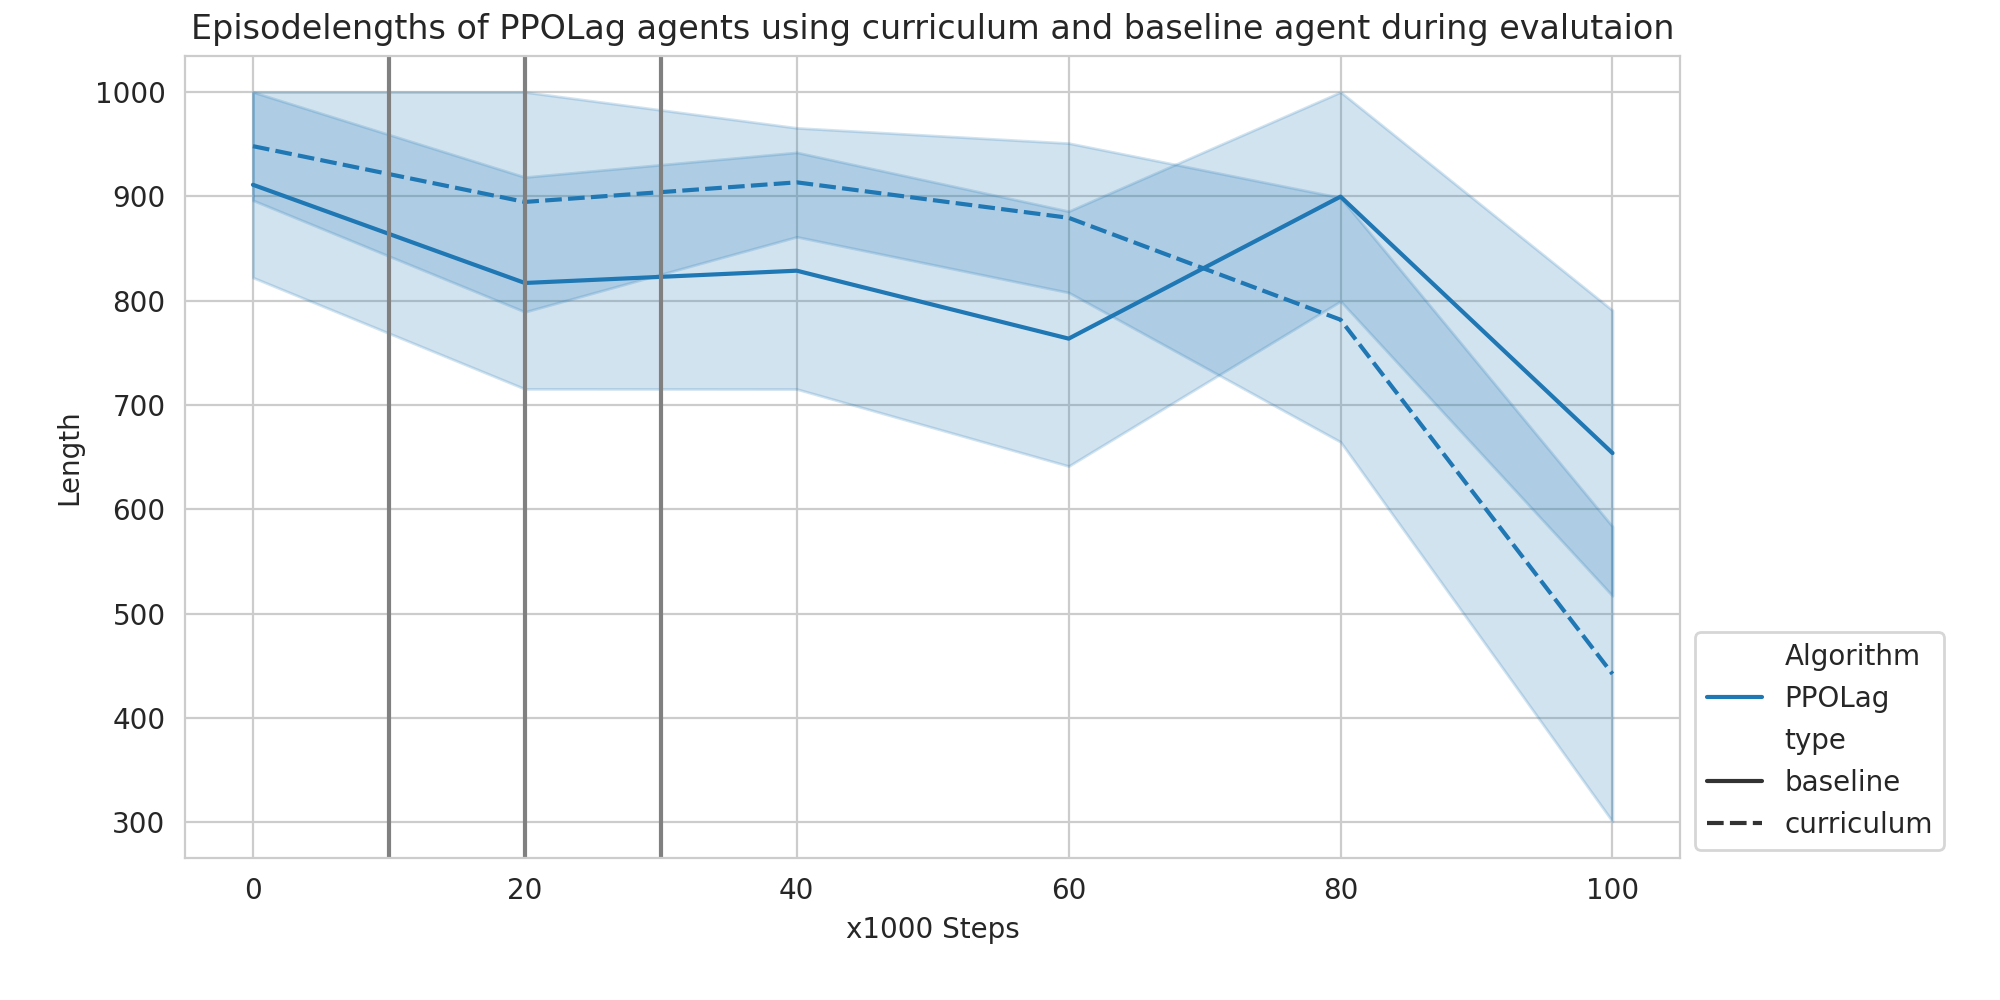 Episodelengths of PPOLag agents using curriculum and baseline agent during evalutaion
1000
900
800
700
600
500
400
300
Length
0 20 40 60 80 100
x1000 Steps
Algorithm
PPOLag
type
baseline
curriculum